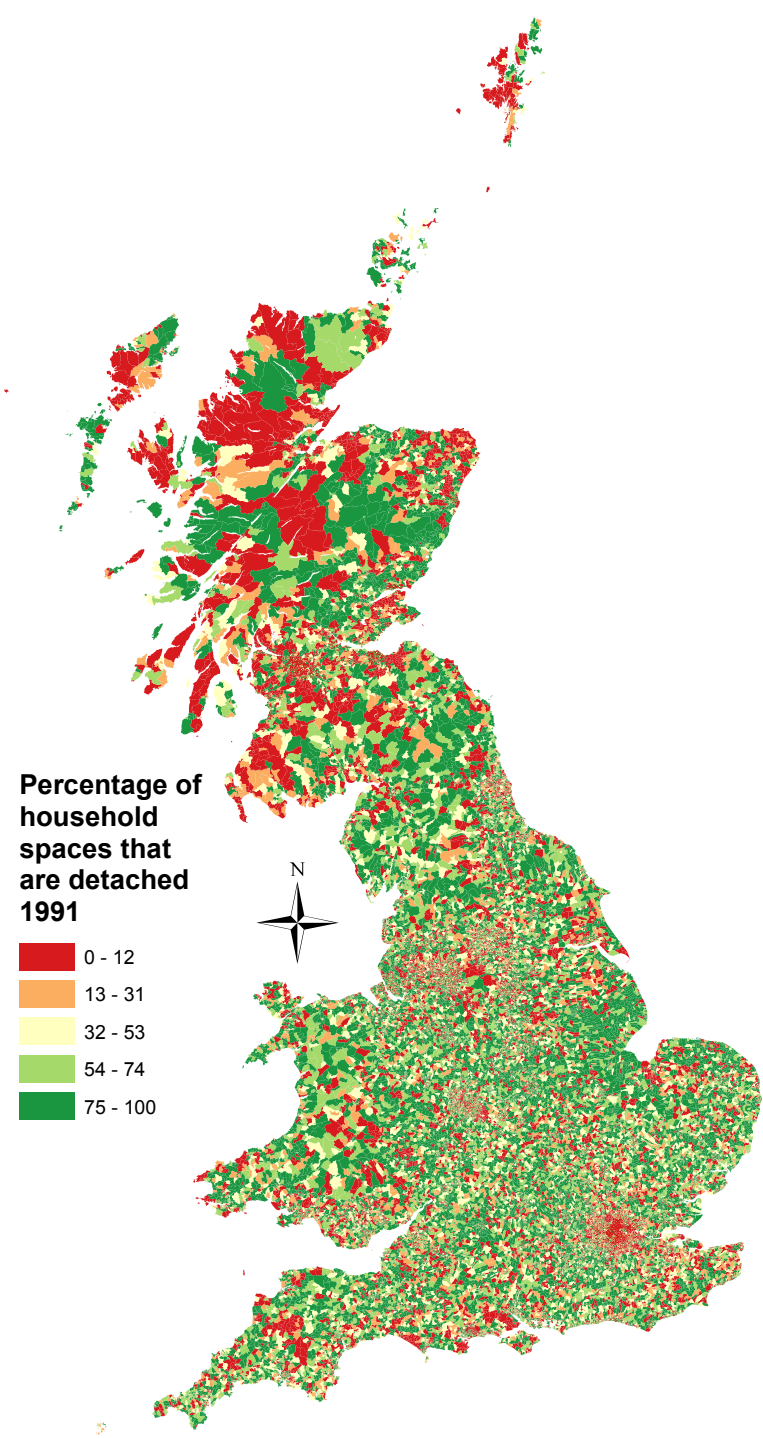 Percentage of
household
spaces that
are detached
1991
N
0 - 12
13 - 31
32 - 53
54 - 74
75 - 100